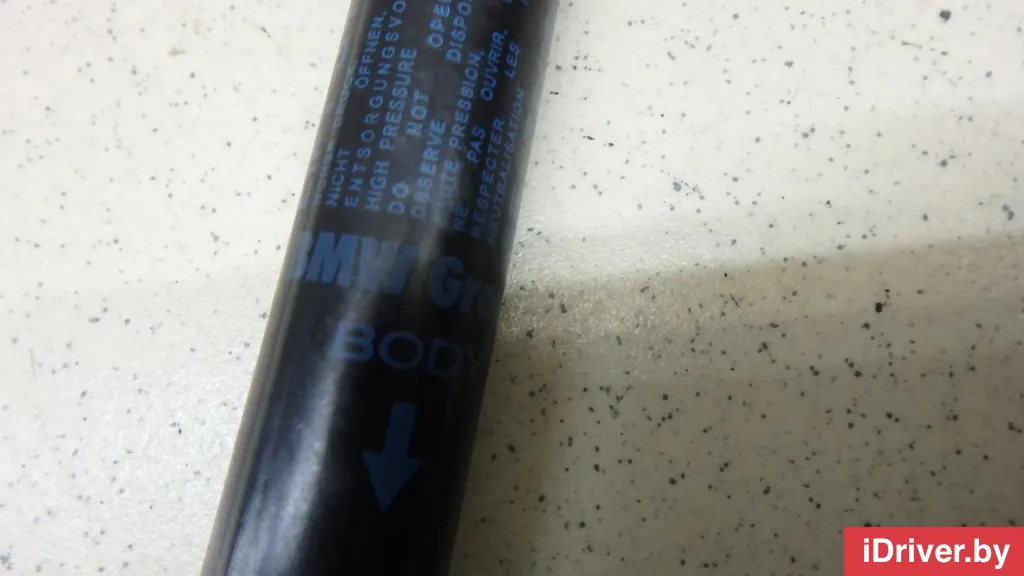 NICHT ÖFFNEN.
ENTSORGUNGSVO
HIGH PRESSURE
DO NOT OPE
OBSERVE DISPO
HAUTE PRESSION.
NE PAS OUVRIR.
RESPECTER LES
NEUTRALISATION
BMW Gro
BODY
iDriver.by